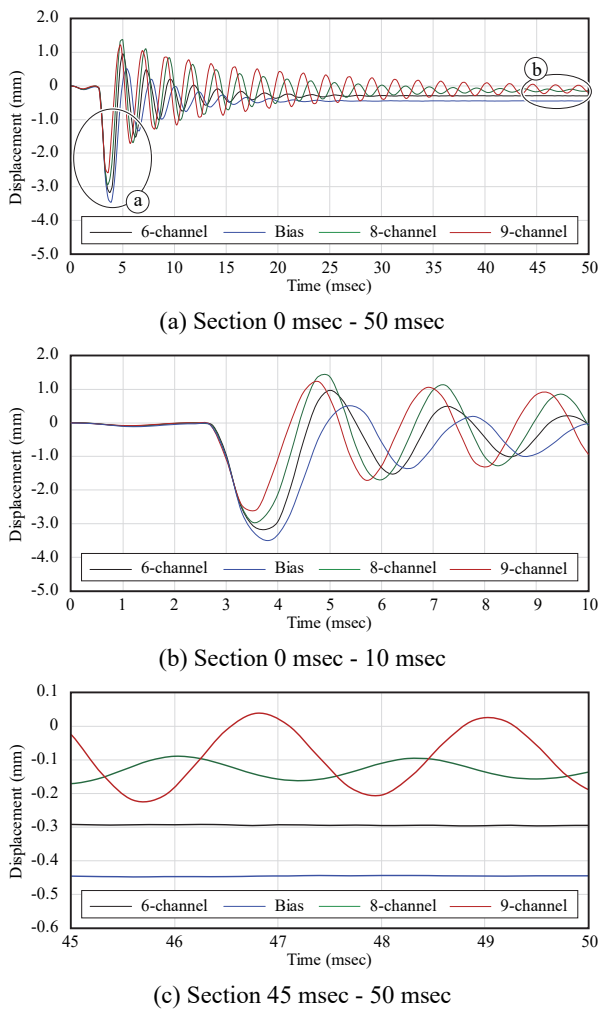 2.0
1.0
0
-1.0
-2.0
-3.0
-4.0
-5.0
Displacement (mm)
a
b
6-channel Bias 8-channel 9-channel
0 5 10 15 20 25 30 35 40 45 50
Time (msec)
(a) Section 0 msec - 50 msec
2.0
1.0
0
-1.0
-2.0
-3.0
-4.0
-5.0
Displacement (mm)
6-channel Bias 8-channel 9-channel
0 1 2 3 4 5 6 7 8 9 10
Time (msec)
(b) Section 0 msec - 10 msec
0.1
0
-0.1
-0.2
-0.3
-0.4
-0.5
-0.6
Displacement (mm)
6-channel Bias 8-channel 9-channel
45 46 47 48 49 50
Time (msec)
(c) Section 45 msec - 50 msec